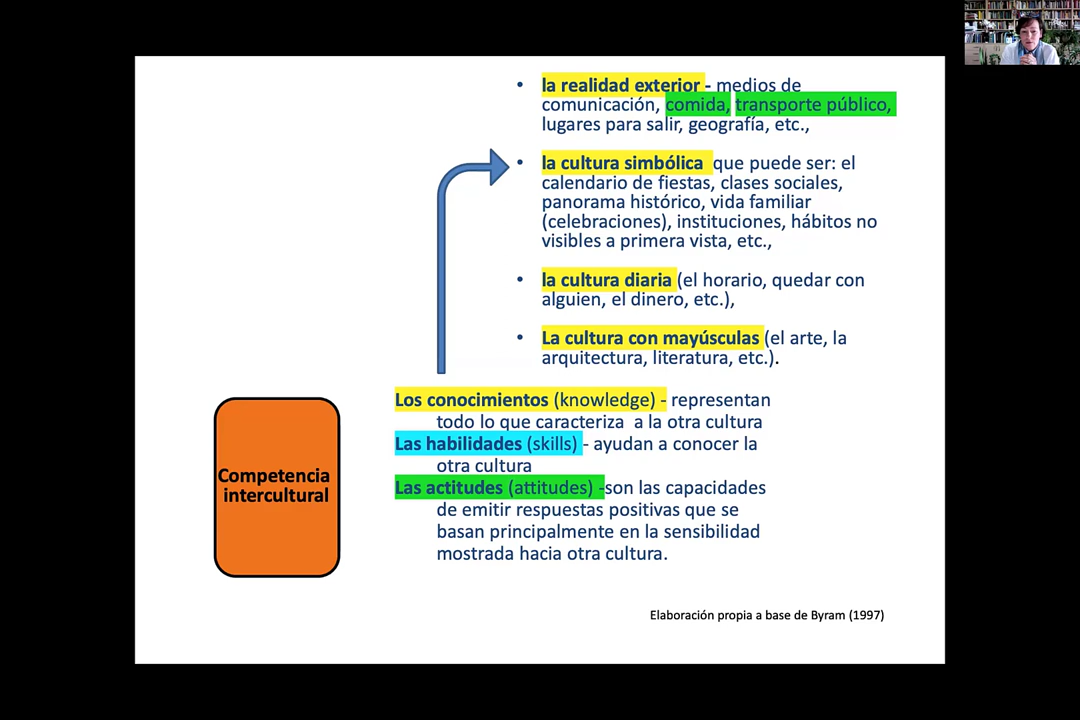 • la realidad exterior - medios de
comunicación, comida, transporte público,
lugares para salir, geografía, etc.,
• la cultura simbólica que puede ser: el
calendario de fiestas, clases sociales,
panorama histórico, vida familiar
(celebraciones), instituciones, hábitos no
visibles a primera vista, etc.,
• la cultura diaria (el horario, quedar con
alguien, el dinero, etc.),
• La cultura con mayúsculas (el arte, la
arquitectura, literatura, etc.).
Los conocimientos (knowledge) - representan
todo lo que caracteriza a la otra cultura
Las habilidades (skills) - ayudan a conocer la
otra cultura
Las actitudes (attitudes) -son las capacidades
de emitir respuestas positivas que se
basan principalmente en la sensibilidad
mostrada hacia otra cultura.
Competencia
intercultural
Elaboración propia a base de Byram (1997)